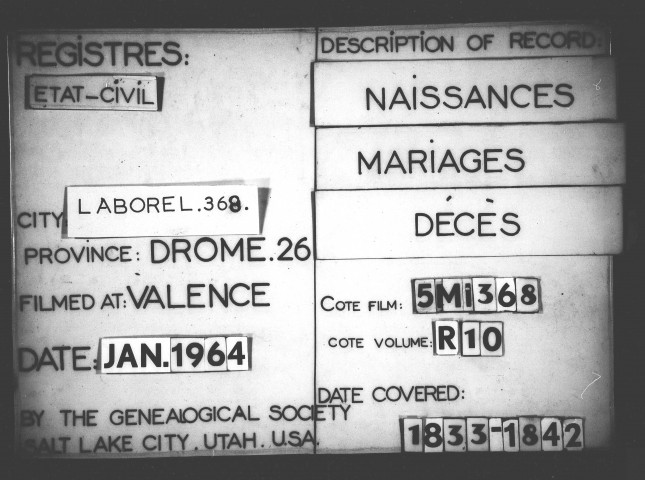 REGISTRES:
ETAT-CIVIL
CITY LABOREL.368.
PROVINCE: DROME.26
FILMED AT: VALENCE
DATE: JAN.1964
BY THE GENEALOGICAL SOCIETY
SALT LAKE CITY. UTAH. U.S.A.
DESCRIPTION OF RECORD:
NAISSANCES
MARIAGES
DÉCÈS
COTE FILM: 5Mi368
COTE VOLUME: R10
DATE COVERED:
1833-1842